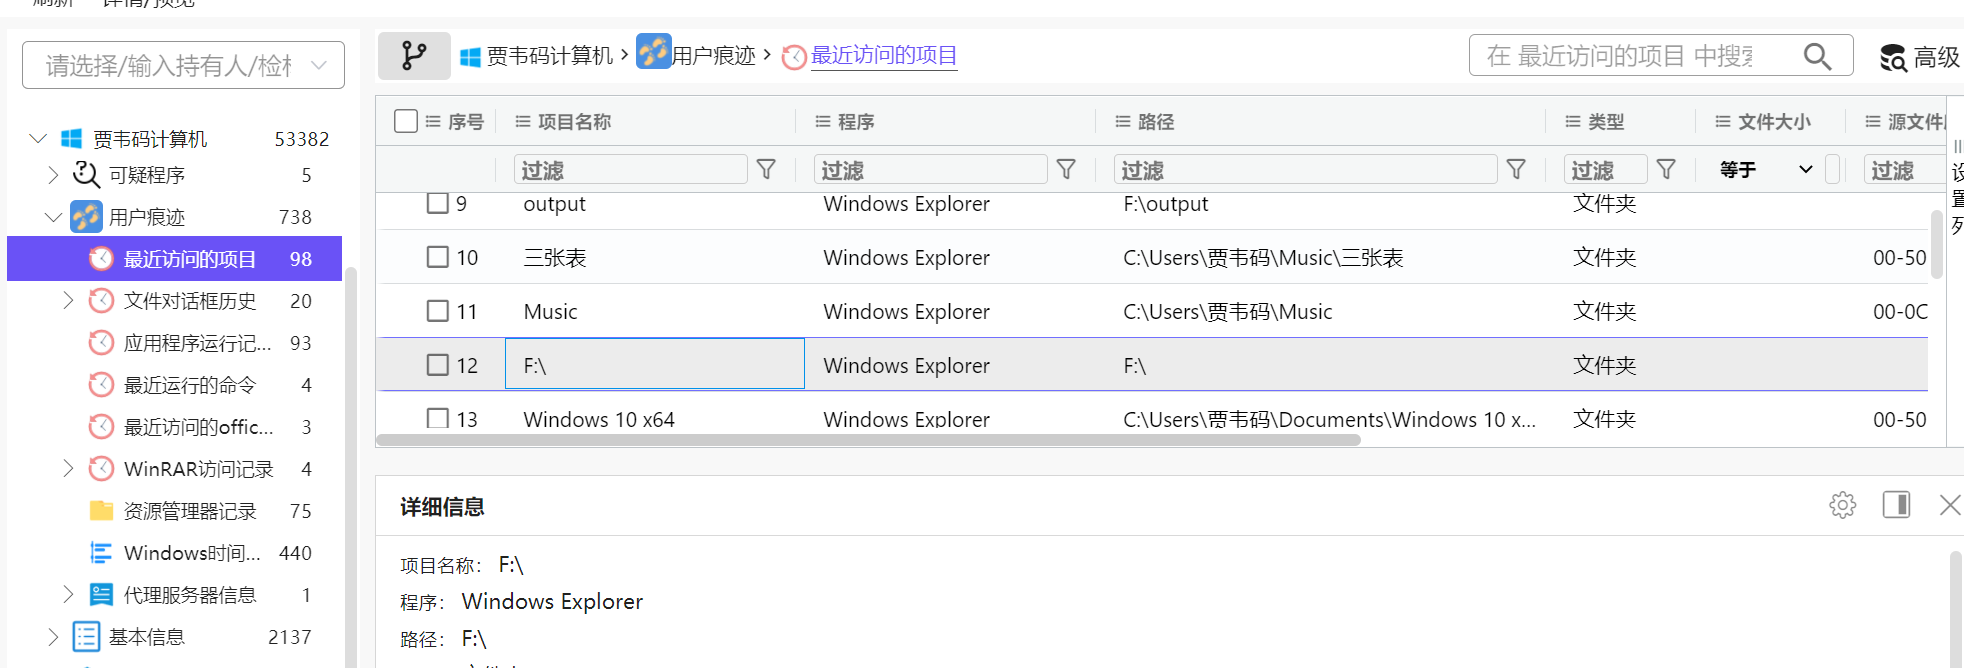 刷新 详情/预览
请选择/输入持有人/检材
贾韦码计算机 53382
可疑程序 5
用户痕迹 738
最近访问的项目 98
文件对话框历史 20
应用程序运行记... 93
最近运行的命令 4
最近访问的offic... 3
WinRAR访问记录 4
资源管理器记录 75
Windows时间... 440
代理服务器信息 1
基本信息 2137
贾韦码计算机 > 用户痕迹 > 最近访问的项目
在 最近访问的项目 中搜索
高级
序号 项目名称 程序 路径 类型 文件大小 源文件
过滤 过滤 过滤 过滤 等于 过滤
设置列
9 output Windows Explorer F:\output 文件夹
10 三张表 Windows Explorer C:\Users\贾韦码\Music\三张表 文件夹 00-50
11 Music Windows Explorer C:\Users\贾韦码\Music 文件夹 00-0C
12 F:\ Windows Explorer F:\ 文件夹
13 Windows 10 x64 Windows Explorer C:\Users\贾韦码\Documents\Windows 10 x... 文件夹 00-50
详细信息
项目名称： F:\
程序： Windows Explorer
路径： F:\